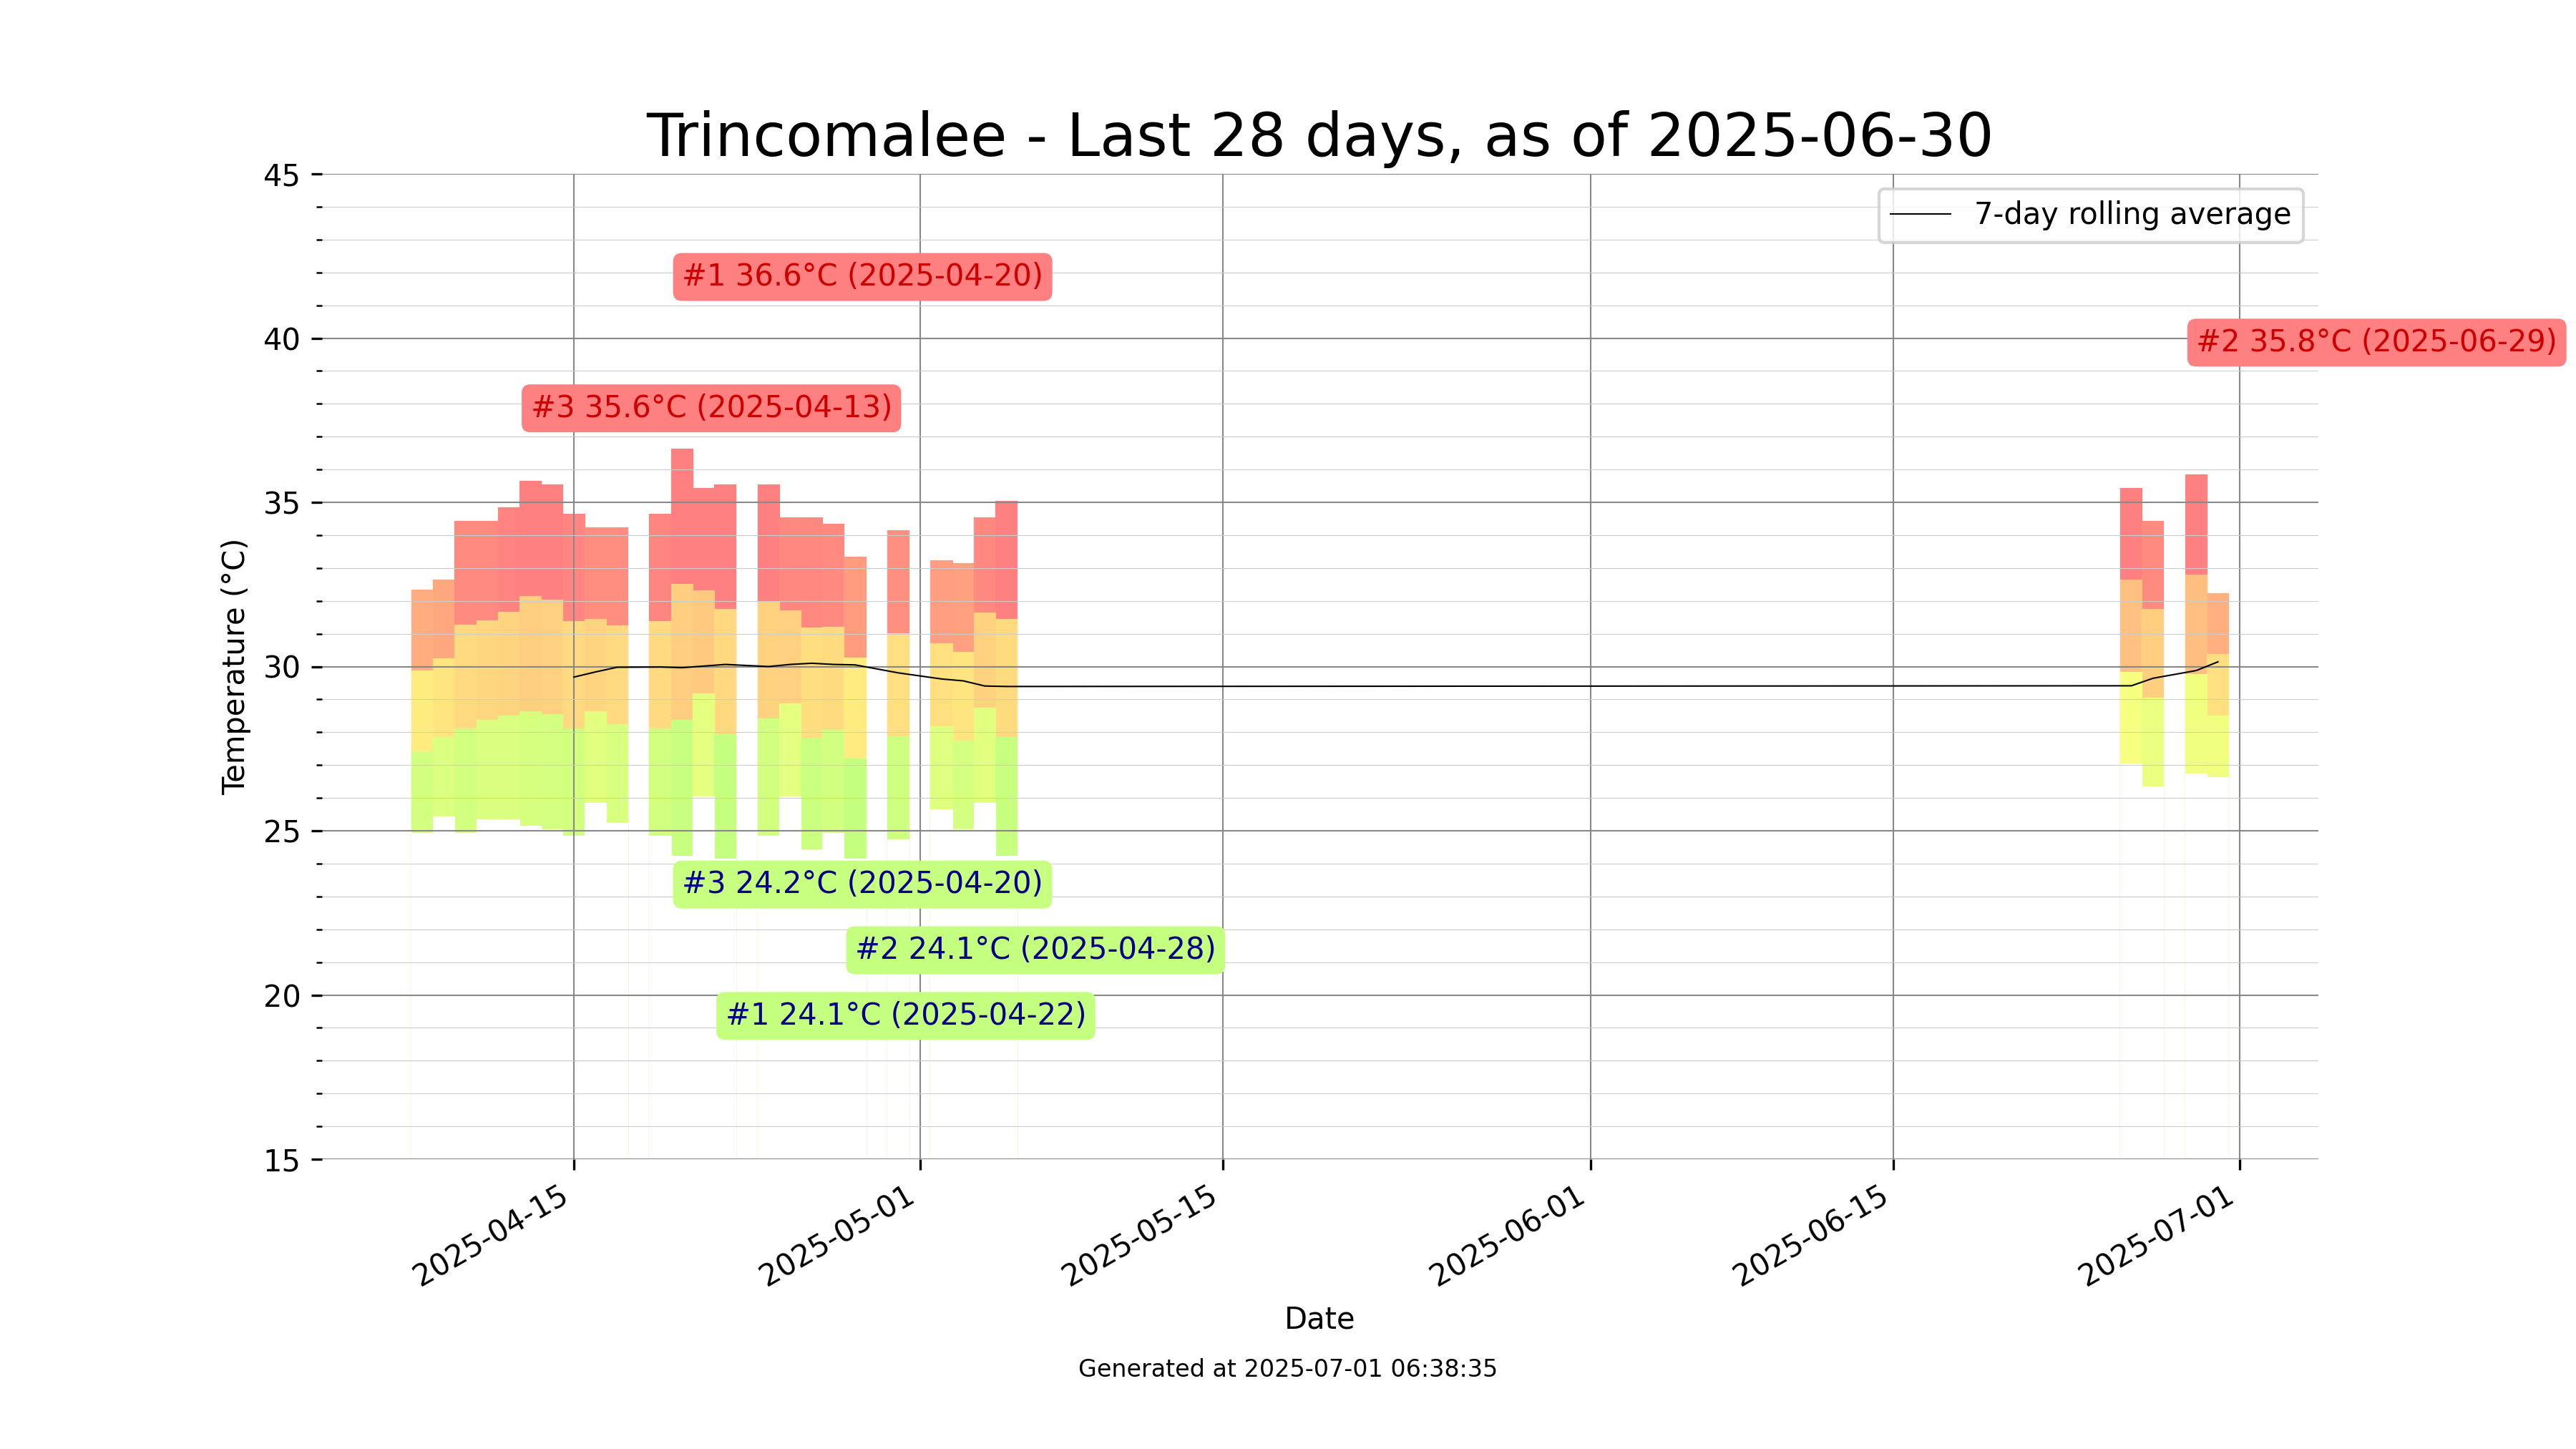 Trincomalee - Last 28 days, as of 2025-06-30
45
7-day rolling average
#1 36.6°C (2025-04-20)
40
#2 35.8°C (2025-06-29)
#3 35.6°C (2025-04-13)
35
30
Temperature (°C)
25
#3 24.2°C (2025-04-20)
#2 24.1°C (2025-04-28)
20
#1 24.1°C (2025-04-22)
15
2025-04-15
2025-05-01
2025-05-15
2025-06-01
2025-06-15
2025-07-01
Date
Generated at 2025-07-01 06:38:35